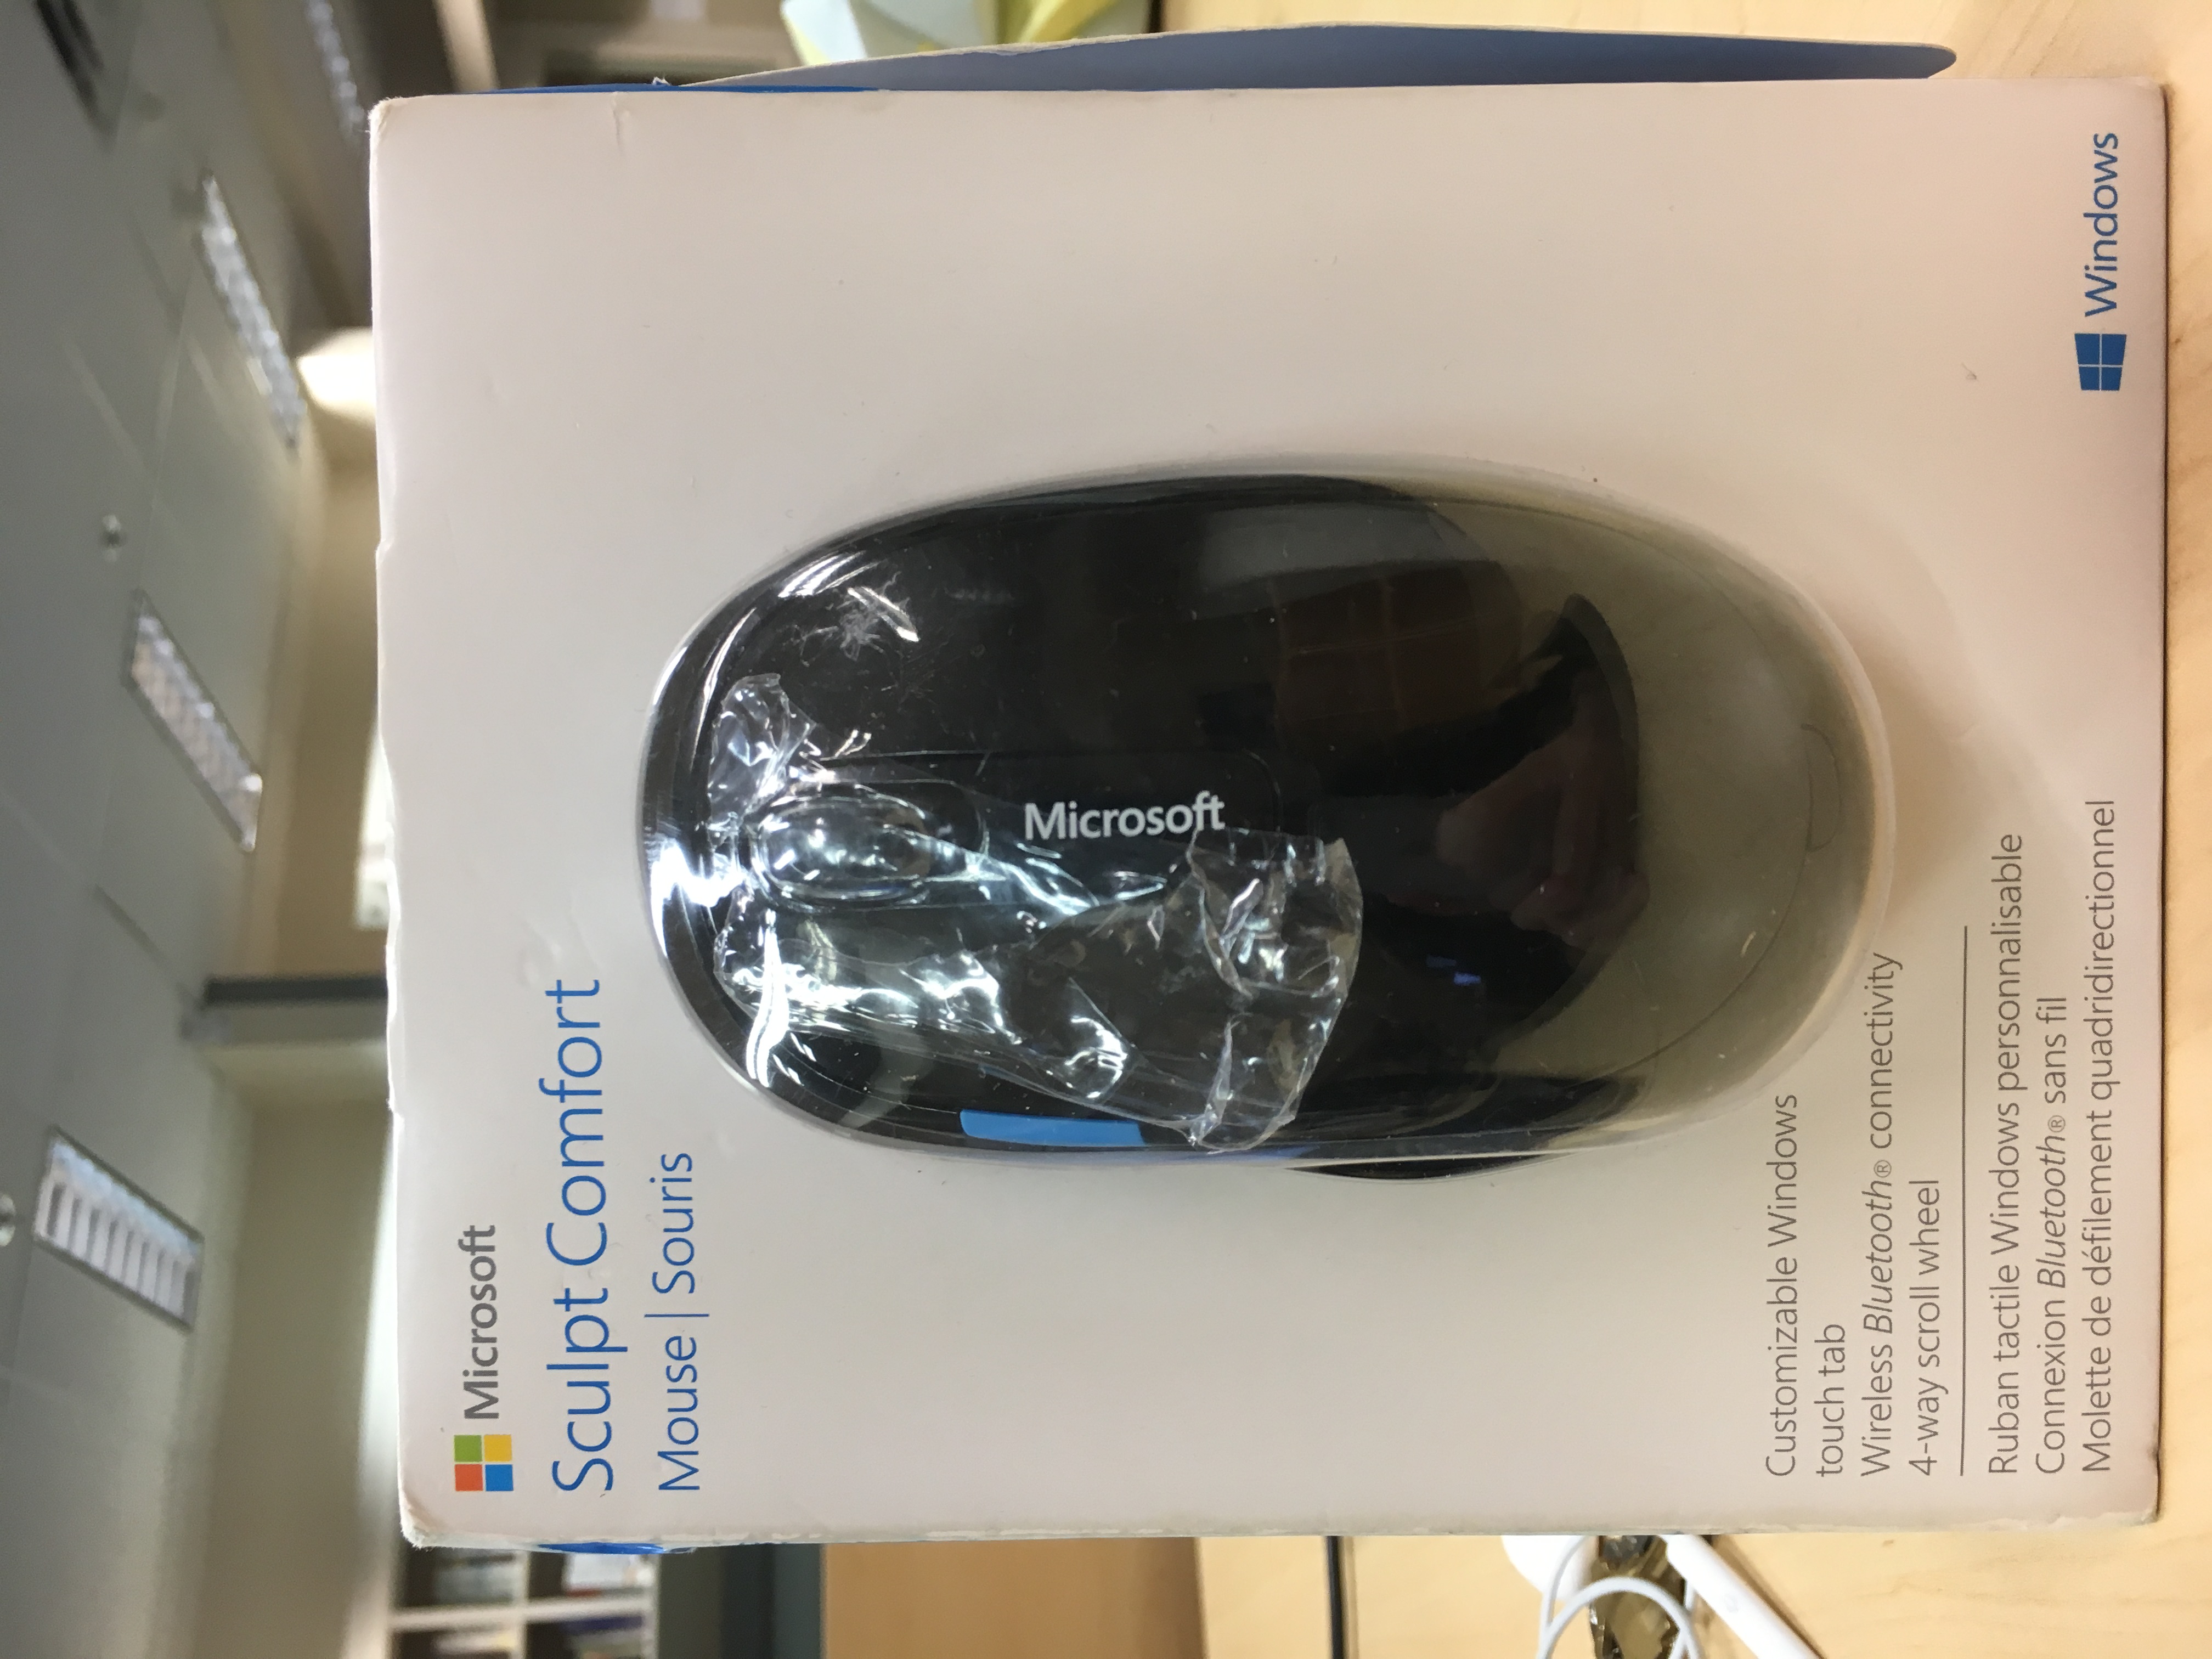 Microsoft
Sculpt Comfort
Mouse | Souris
Microsoft
Customizable Windows
touch tab
Wireless Bluetooth® connectivity
4-way scroll wheel
Ruban tactile Windows personnalisable
Connexion Bluetooth® sans fil
Molette de défilement quadridirectionnel
Windows